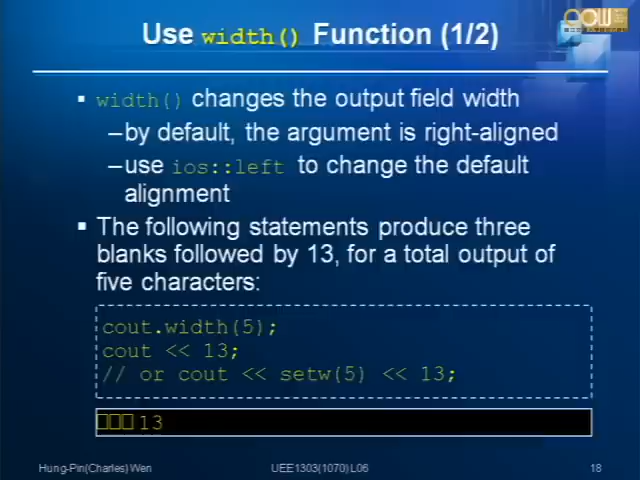 Use width() Function (1/2)
▪ width() changes the output field width
–by default, the argument is right-aligned
–use ios::left to change the default
alignment
▪ The following statements produce three
blanks followed by 13, for a total output of
five characters:
cout.width(5);
cout << 13;
// or cout << setw(5) << 13;
□□□13
Hung-Pin(Charles) Wen
UEE1303(1070) L06
18